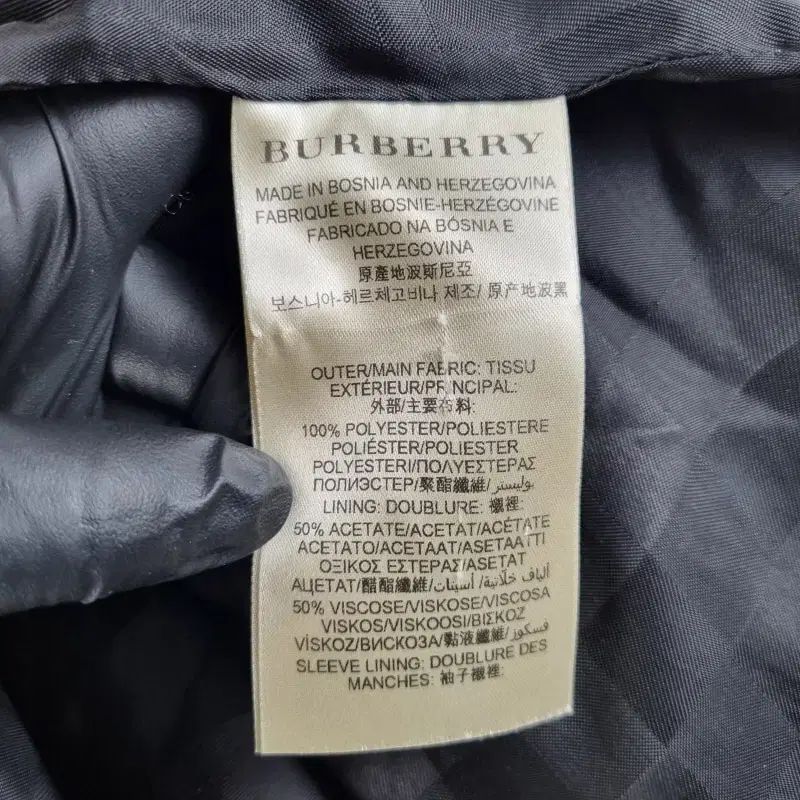 BURBERRY
MADE IN BOSNIA AND HERZEGOVINA
FABRIQUÉ EN BOSNIE-HERZÉGOVINE
FABRICADO NA BÓSNIA E
HERZEGOVINA
原產地波斯尼亞
보스니아-헤르체고비나 제조/ 原产地波黑
OUTER/MAIN FABRIC: TISSU
EXTÉRIEUR/PRINCIPAL:
外部/主要布料:
100% POLYESTER/POLIESTERE
POLIÉSTER/POLIESTER
POLYESTERI/ΠΟΛΥΕΣΤΕΡΑΣ
ПОЛИЭСТЕР/聚酯纖維/بوليستر
LINING: DOUBLURE: 襯裡:
50% ACETATE/ACETAT/ACÉTATE
ACETATO/ACETAAT/ASETAATTI
ΟΞΙΚΟΣ ΕΣΤΕΡΑΣ/ASETAT
АЦЕТАТ/醋酯纖維/ألياف خلاتية/أسيتات
50% VISCOSE/VISKOSE/VISCOSA
VISKOS/VISKOOSI/ΒΙΣΚΟΖ
VİSKOZ/ВИСКОЗА/黏液纖維/فسكوز
SLEEVE LINING: DOUBLURE DES
MANCHES: 袖子襯裡: